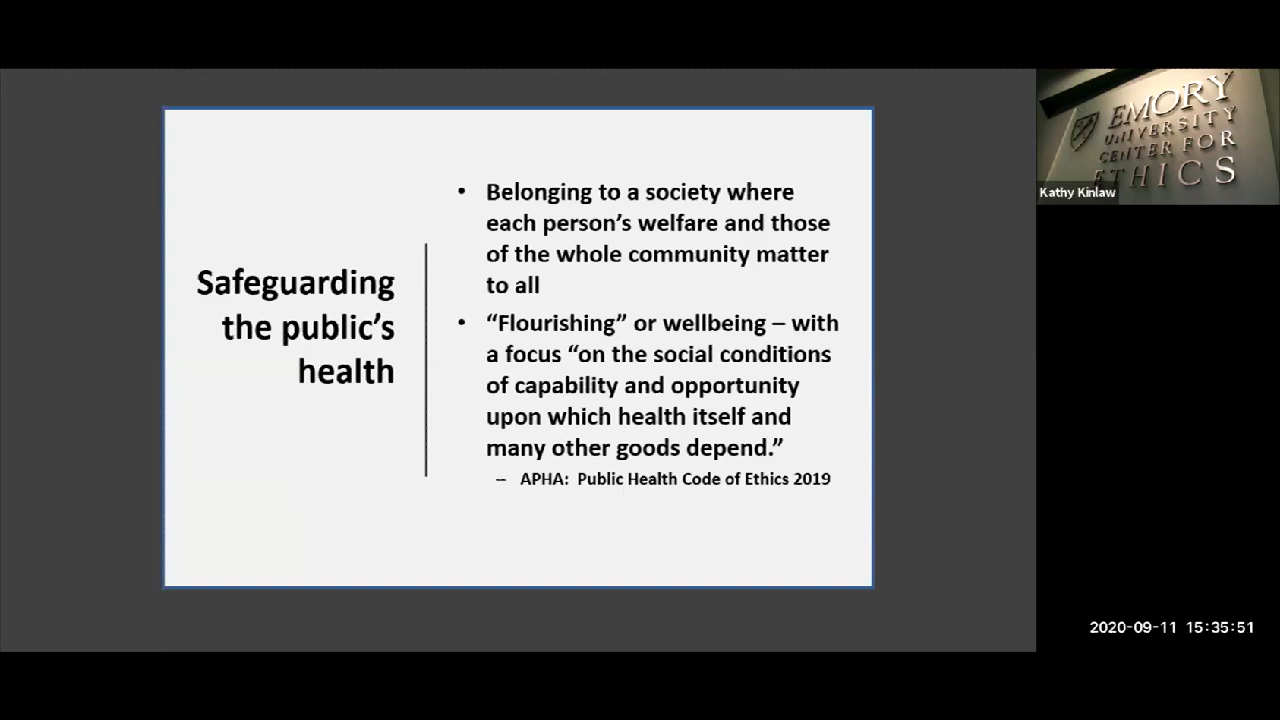 Safeguarding
the public’s
health
• Belonging to a society where
each person’s welfare and those
of the whole community matter
to all
• “Flourishing” or wellbeing – with
a focus “on the social conditions
of capability and opportunity
upon which health itself and
many other goods depend.”
– APHA: Public Health Code of Ethics 2019
EMORY
UNIVERSITY
CENTER FOR
ETHICS
Kathy Kinlaw
2020-09-11 15:35:51